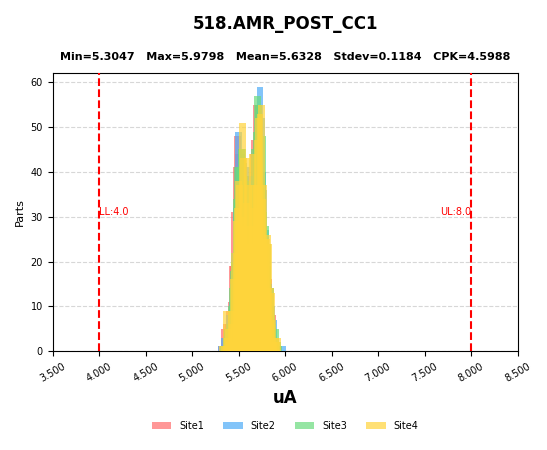 518.AMR_POST_CC1
Min=5.3047 Max=5.9798 Mean=5.6328 Stdev=0.1184 CPK=4.5988
60
50
40
30
20
10
0
Parts
LL:4.0
UL:8.0
3.500 4.000 4.500 5.000 5.500 6.000 6.500 7.000 7.500 8.000 8.500
uA
Site1 Site2 Site3 Site4